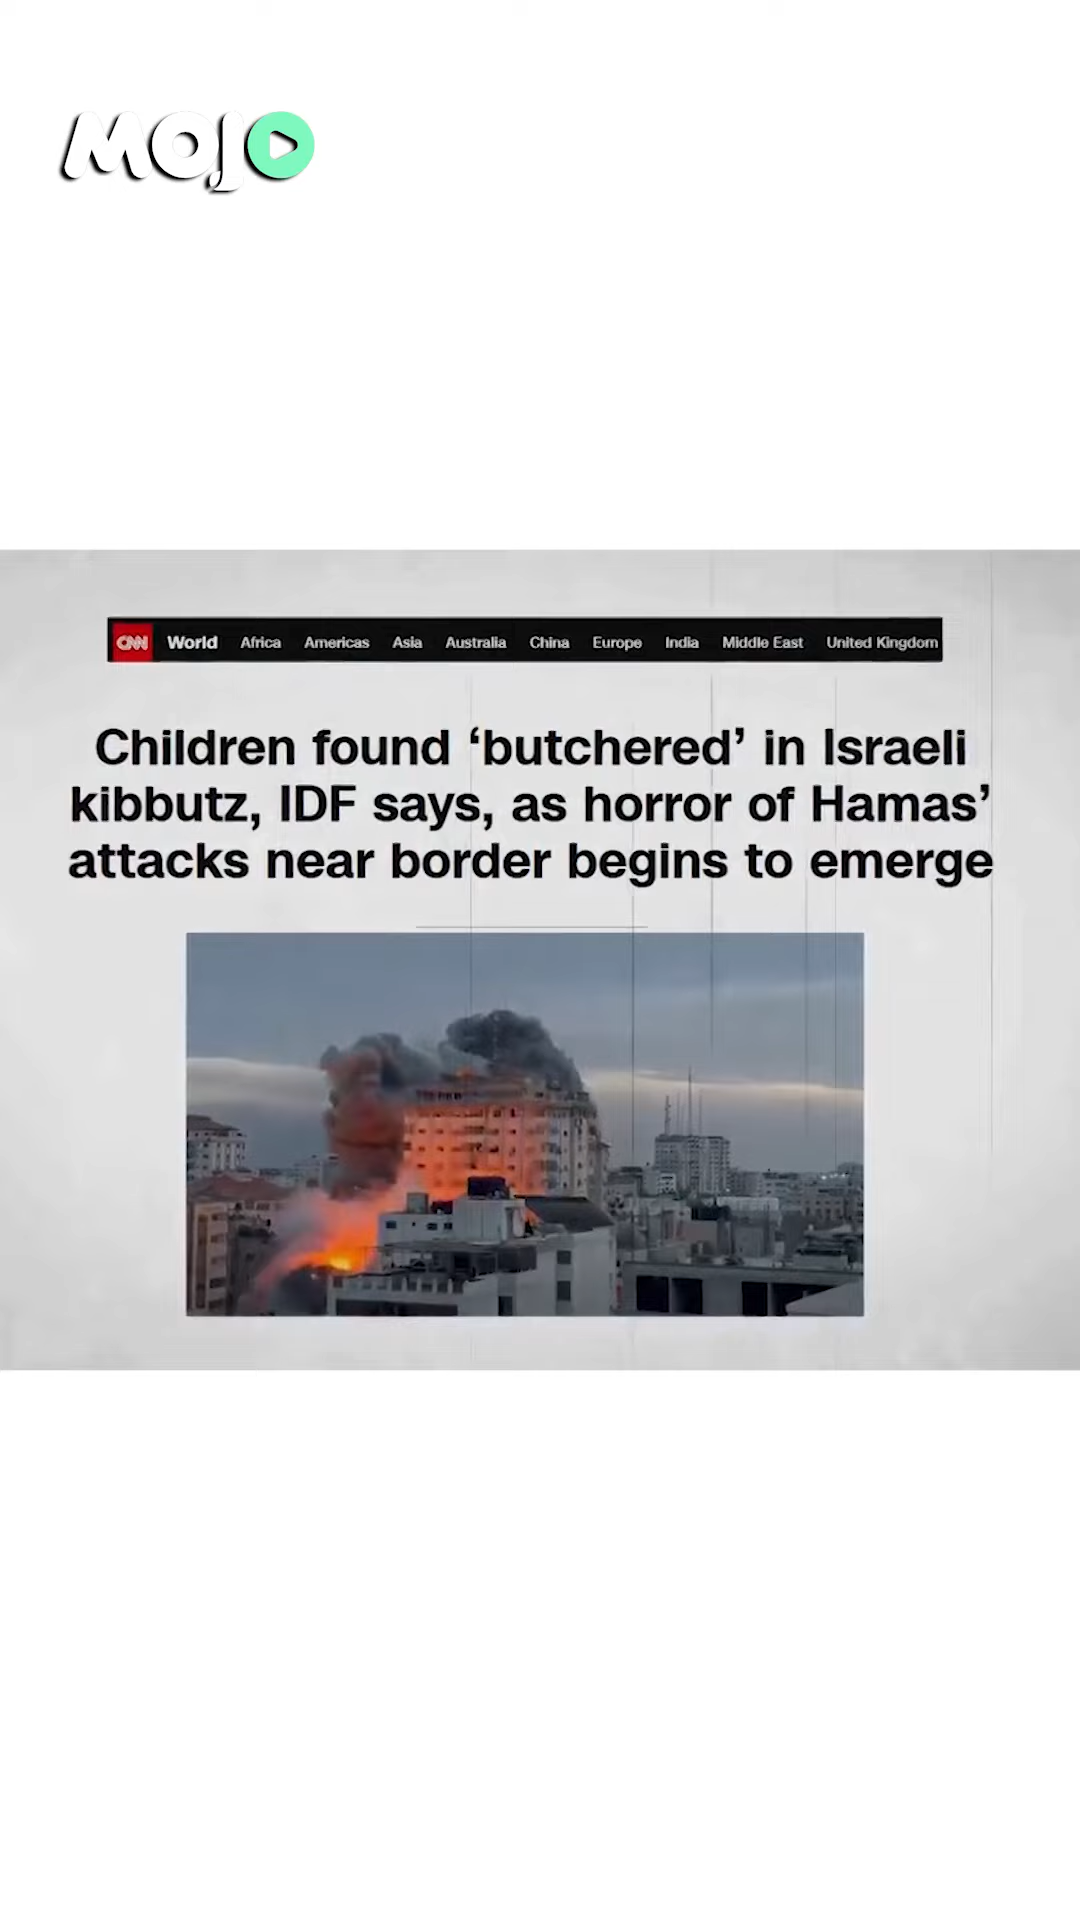 MOJO
CNN World Africa Americas Asia Australia China Europe India Middle East United Kingdom
Children found ‘butchered’ in Israeli
kibbutz, IDF says, as horror of Hamas’
attacks near border begins to emerge